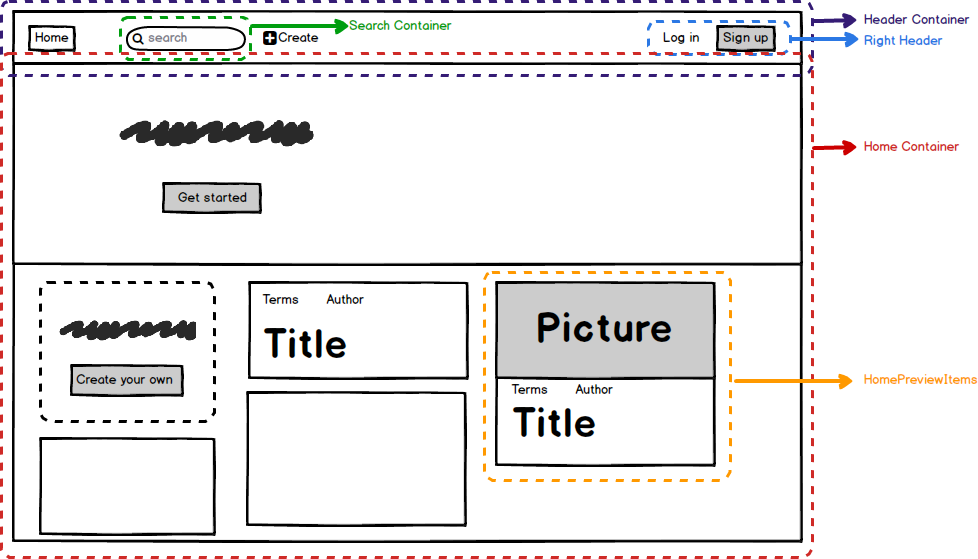 Home
search
Create
Search Container
Log in
Sign up
Header Container
Right Header
Home Container
Get started
Terms Author
Title
Picture
Create your own
Terms Author
Title
HomePreviewItems